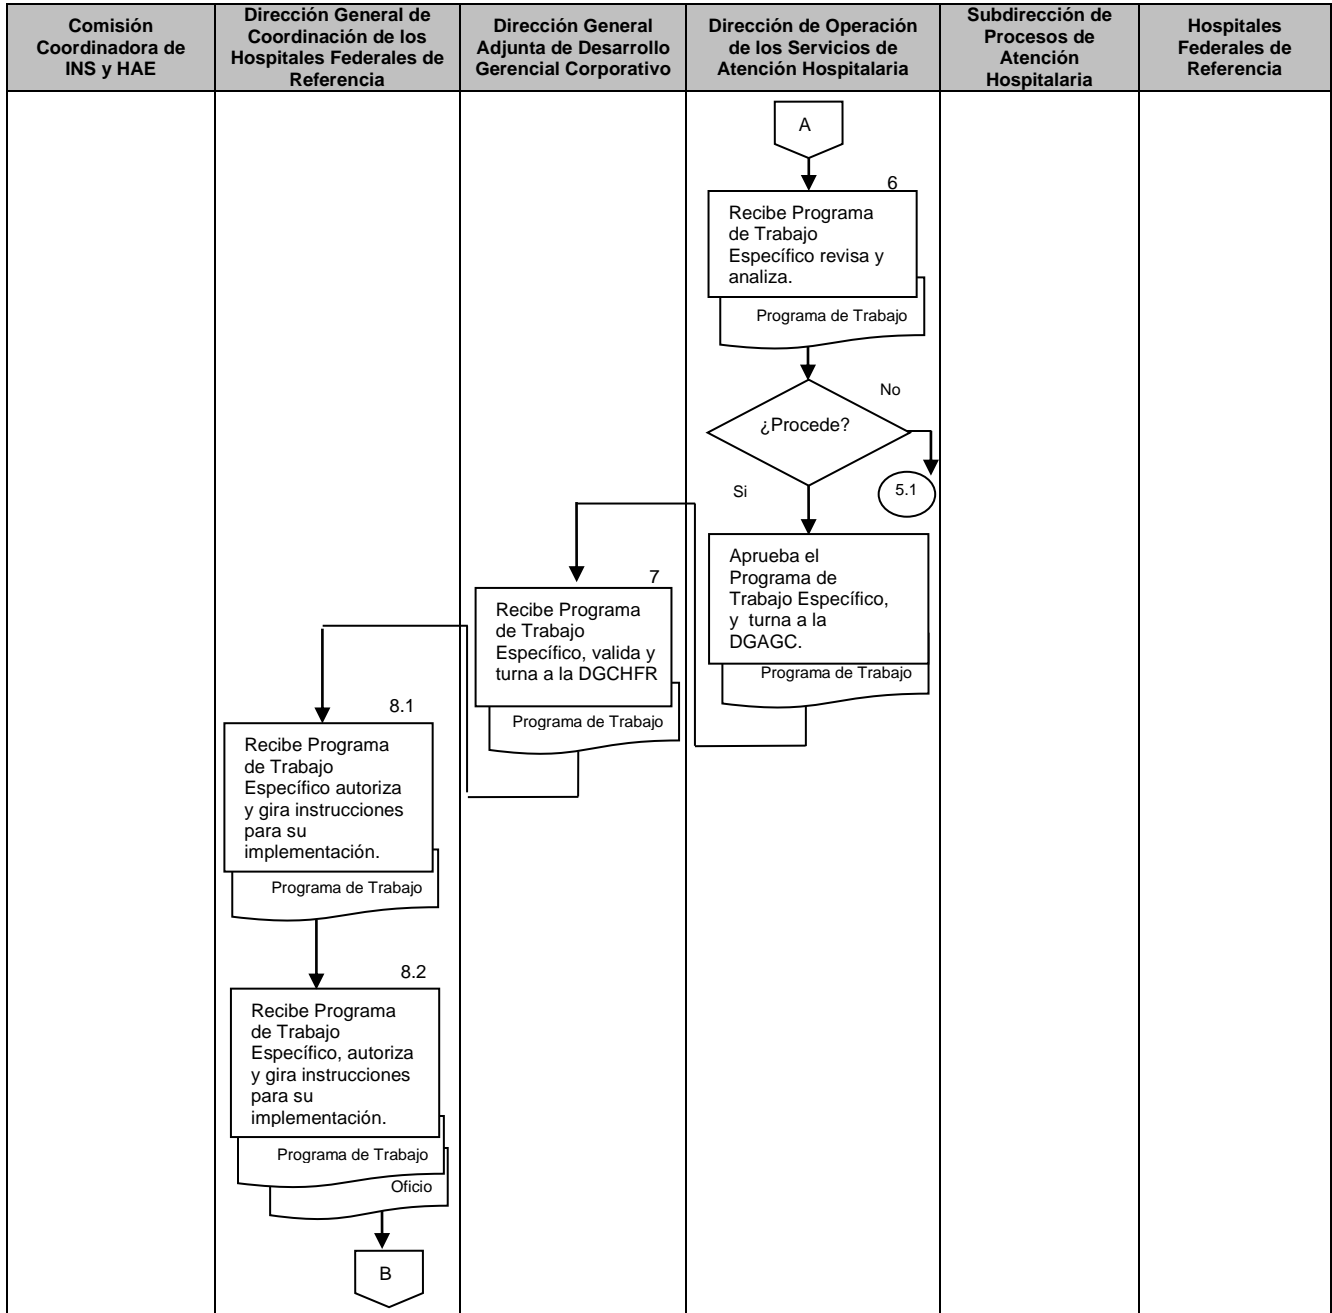 Comisión
Coordinadora de
INS y HAE
Dirección General de
Coordinación de los
Hospitales Federales de
Referencia
Dirección General
Adjunta de Desarrollo
Gerencial Corporativo
Dirección de Operación
de los Servicios de
Atención Hospitalaria
Subdirección de
Procesos de
Atención
Hospitalaria
Hospitales
Federales de
Referencia
A
6
Recibe Programa
de Trabajo
Específico revisa y
analiza.
Programa de Trabajo
¿Procede?
No
5.1
Si
Aprueba el
Programa de
Trabajo Específico,
y turna a la
DGAGC.
Programa de Trabajo
7
Recibe Programa
de Trabajo
Específico, valida y
turna a la DGCHFR
Programa de Trabajo
8.1
Recibe Programa
de Trabajo
Específico autoriza
y gira instrucciones
para su
implementación.
Programa de Trabajo
8.2
Recibe Programa
de Trabajo
Específico, autoriza
y gira instrucciones
para su
implementación.
Programa de Trabajo
Oficio
B